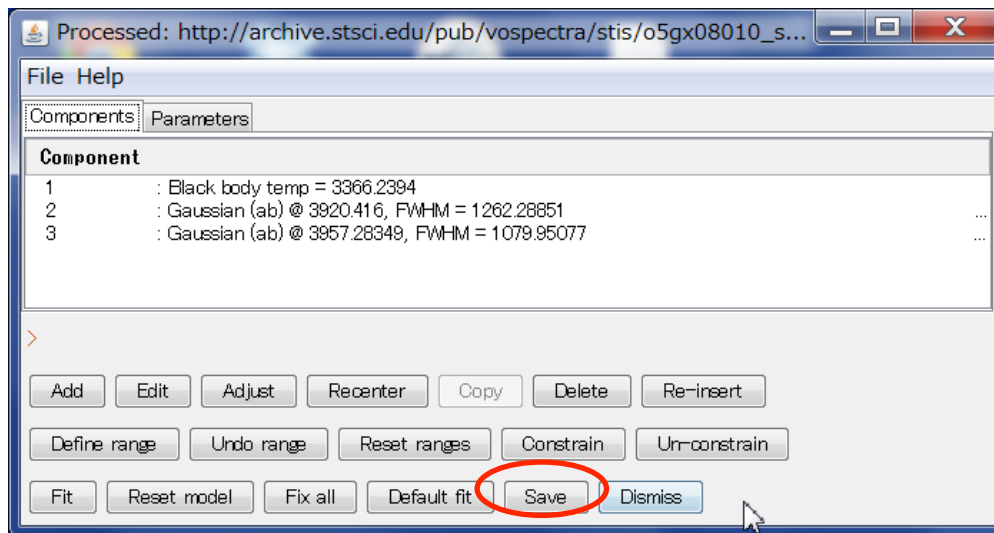 Processed: http://archive.stsci.edu/pub/vospectra/stis/o5gx08010_s...
File Help
Components Parameters
Component
1 : Black body temp = 3366.2394
2 : Gaussian (ab) @ 3920.416, FWHM = 1262.28851 ...
3 : Gaussian (ab) @ 3957.28349, FWHM = 1079.95077 ...
>
Add Edit Adjust Recenter Copy Delete Re-insert
Define range Undo range Reset ranges Constrain Un-constrain
Fit Reset model Fix all Default fit Save Dismiss